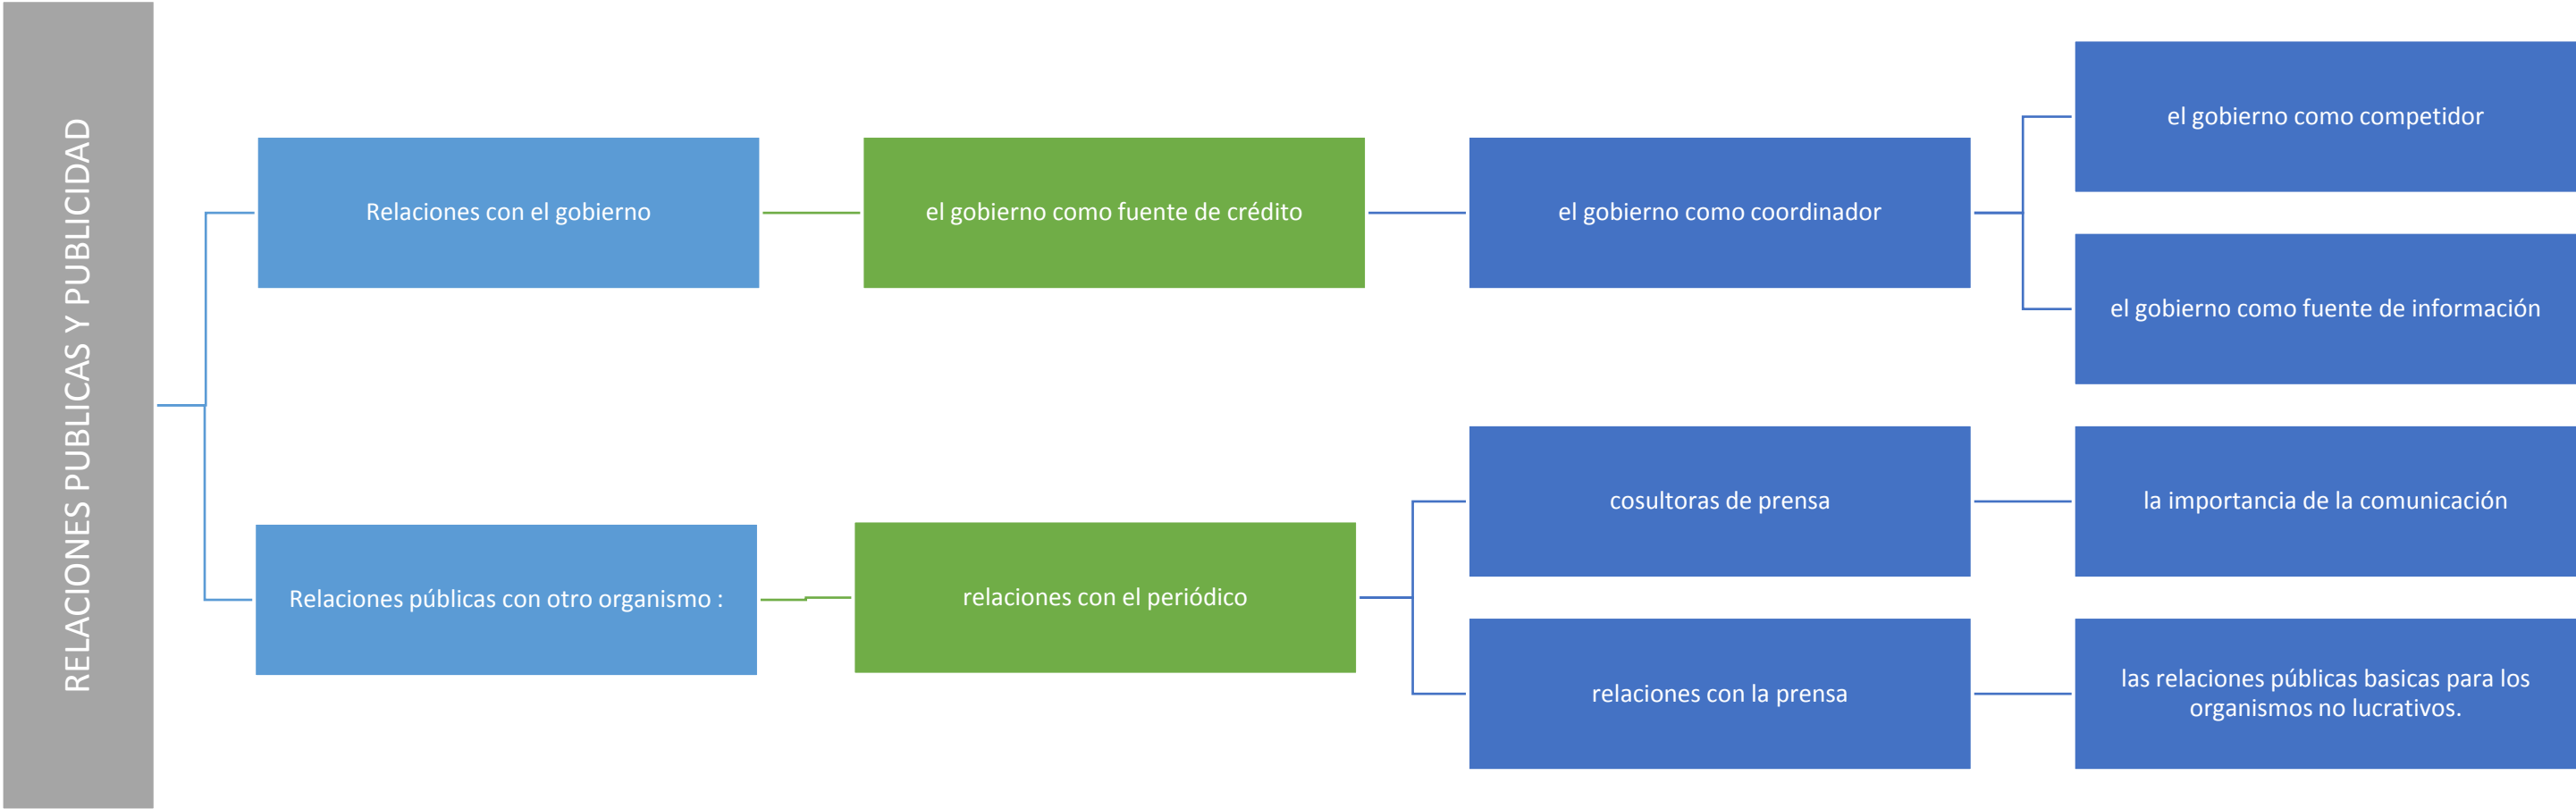 RELACIONES PUBLICAS Y PUBLICIDAD
Relaciones con el gobierno
el gobierno como fuente de crédito
el gobierno como coordinador
el gobierno como competidor
el gobierno como fuente de información
Relaciones públicas con otro organismo :
relaciones con el periódico
cosultoras de prensa
la importancia de la comunicación
relaciones con la prensa
las relaciones públicas basicas para los
organismos no lucrativos.